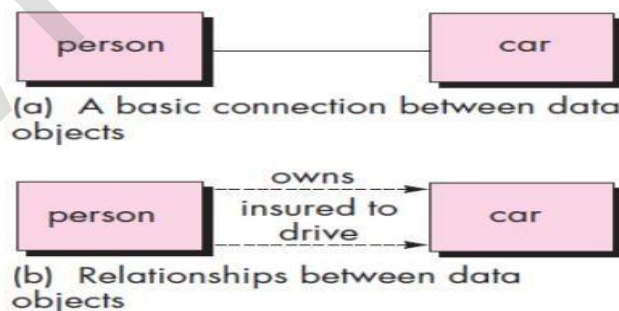 person car
(a) A basic connection between data
objects
owns
person insured to car
drive
(b) Relationships between data
objects